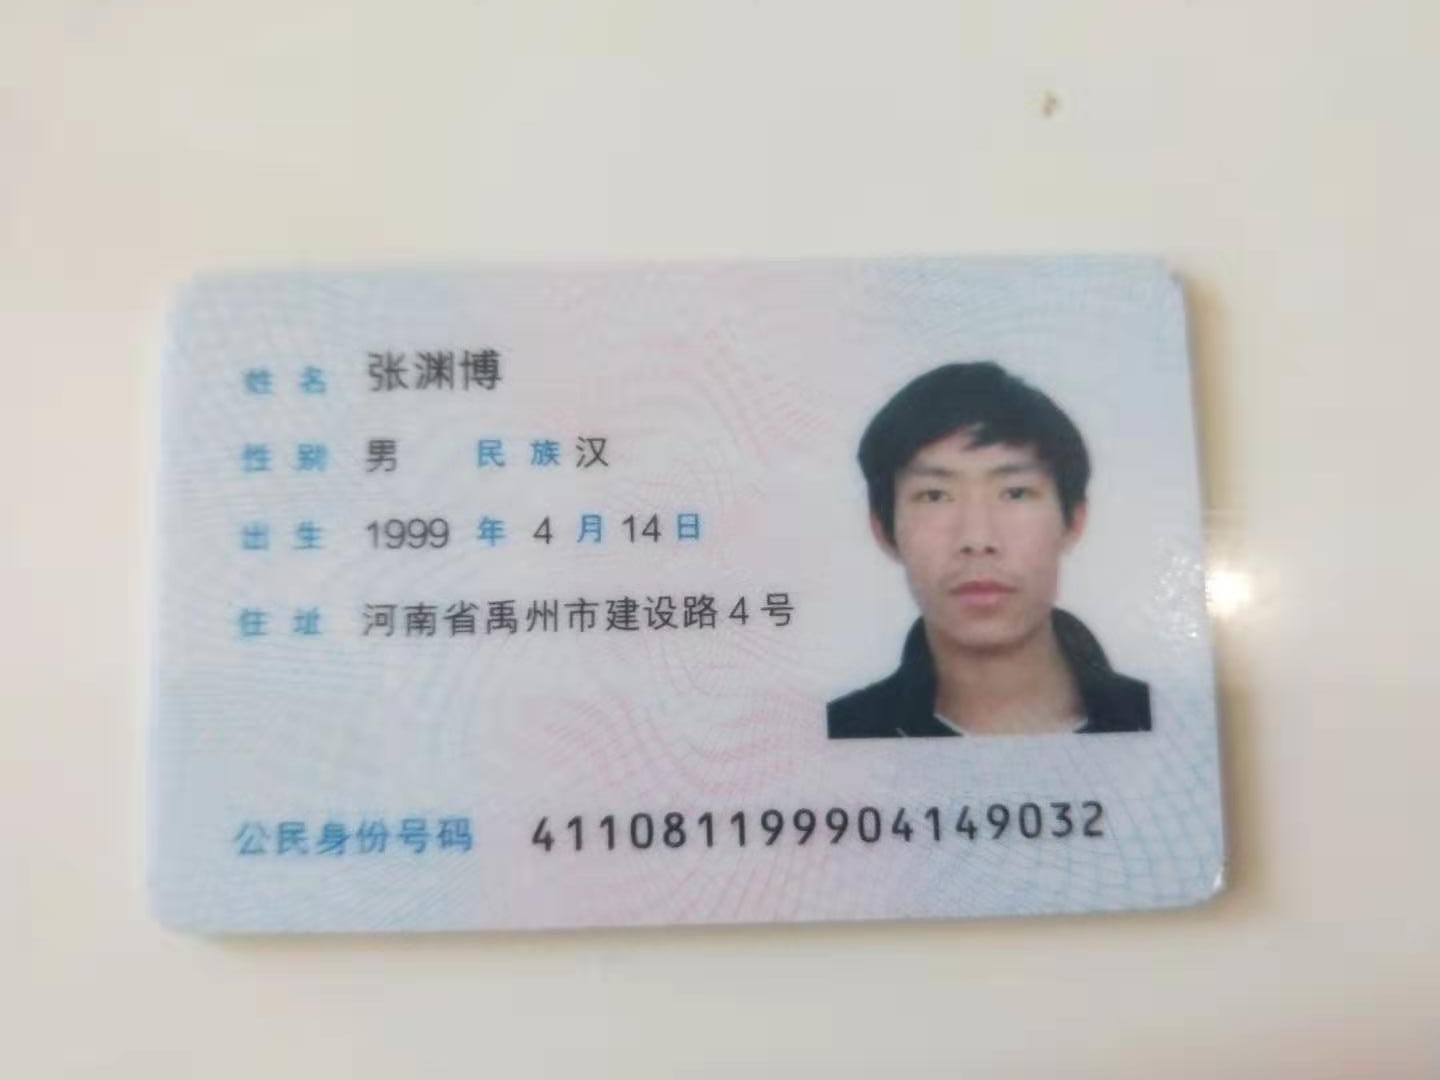 姓名 张渊博
性别 男 民族 汉
出生 1999 年 4 月 14 日
住址 河南省禹州市建设路4号
公民身份号码 411081199904149032